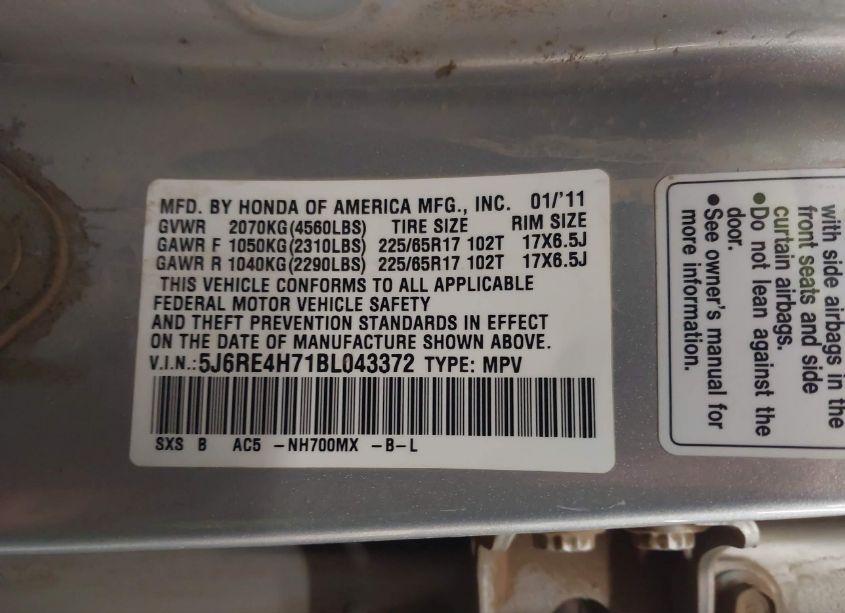 MFD. BY HONDA OF AMERICA MFG., INC. 01/'11
GVWR 2070KG(4560LBS) TIRE SIZE RIM SIZE
GAWR F 1050KG(2310LBS) 225/65R17 102T 17X6.5J
GAWR R 1040KG(2290LBS) 225/65R17 102T 17X6.5J
THIS VEHICLE CONFORMS TO ALL APPLICABLE
FEDERAL MOTOR VEHICLE SAFETY
AND THEFT PREVENTION STANDARDS IN EFFECT
ON THE DATE OF MANUFACTURE SHOWN ABOVE.
V.I.N.: 5J6RE4H71BL043372 TYPE: MPV
SXS B AC5 -NH700MX -B-L
with side airbags in the
front seats and side
curtain airbags.
•Do not lean against the
door.
•See owner's manual for
more information.